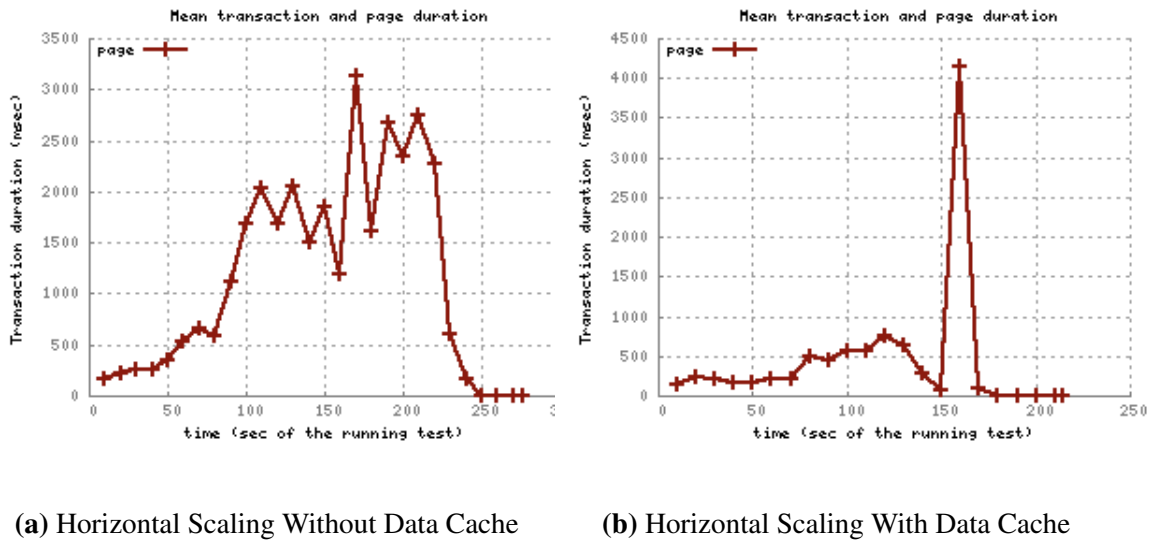 Mean transaction and page duration
page
3500
3000
2500
2000
1500
1000
500
0
Transaction duration (msec)
0 50 100 150 200 250 3
time (sec of the running test)
(a) Horizontal Scaling Without Data Cache
Mean transaction and page duration
page
4500
4000
3500
3000
2500
2000
1500
1000
500
0
Transaction duration (msec)
0 50 100 150 200 250
time (sec of the running test)
(b) Horizontal Scaling With Data Cache